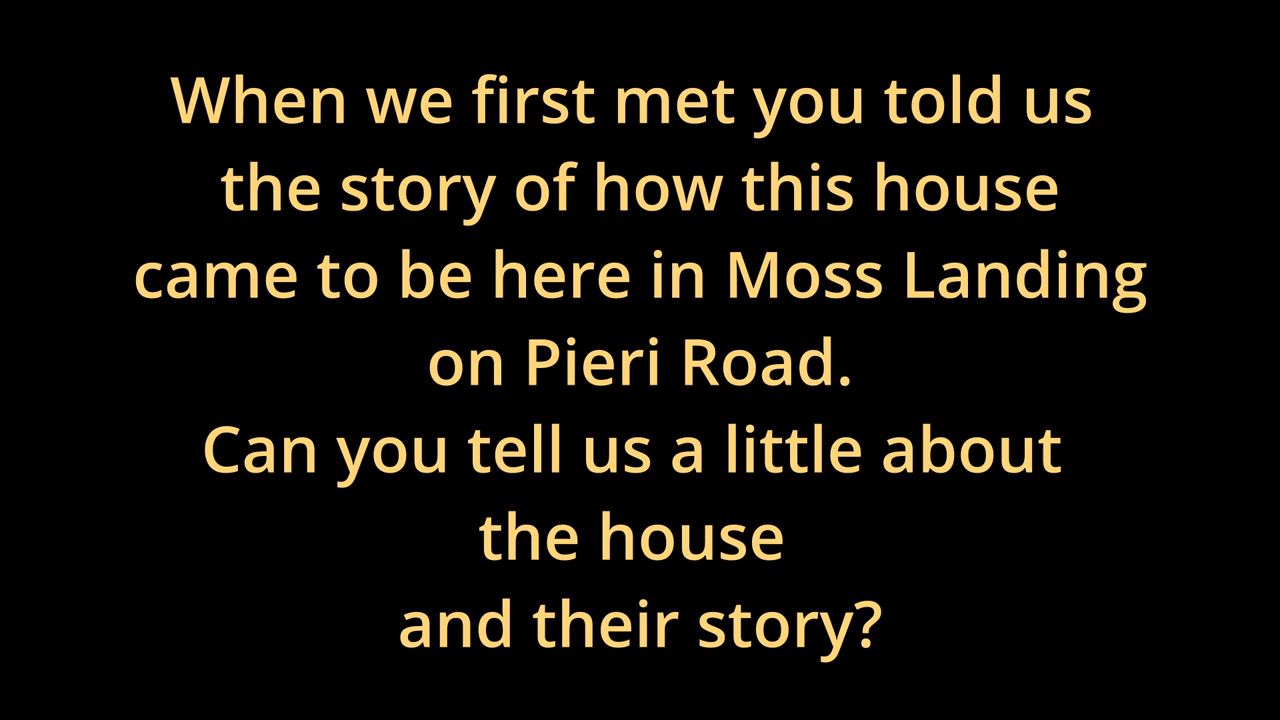 When we first met you told us
the story of how this house
came to be here in Moss Landing
on Pieri Road.
Can you tell us a little about
the house
and their story?